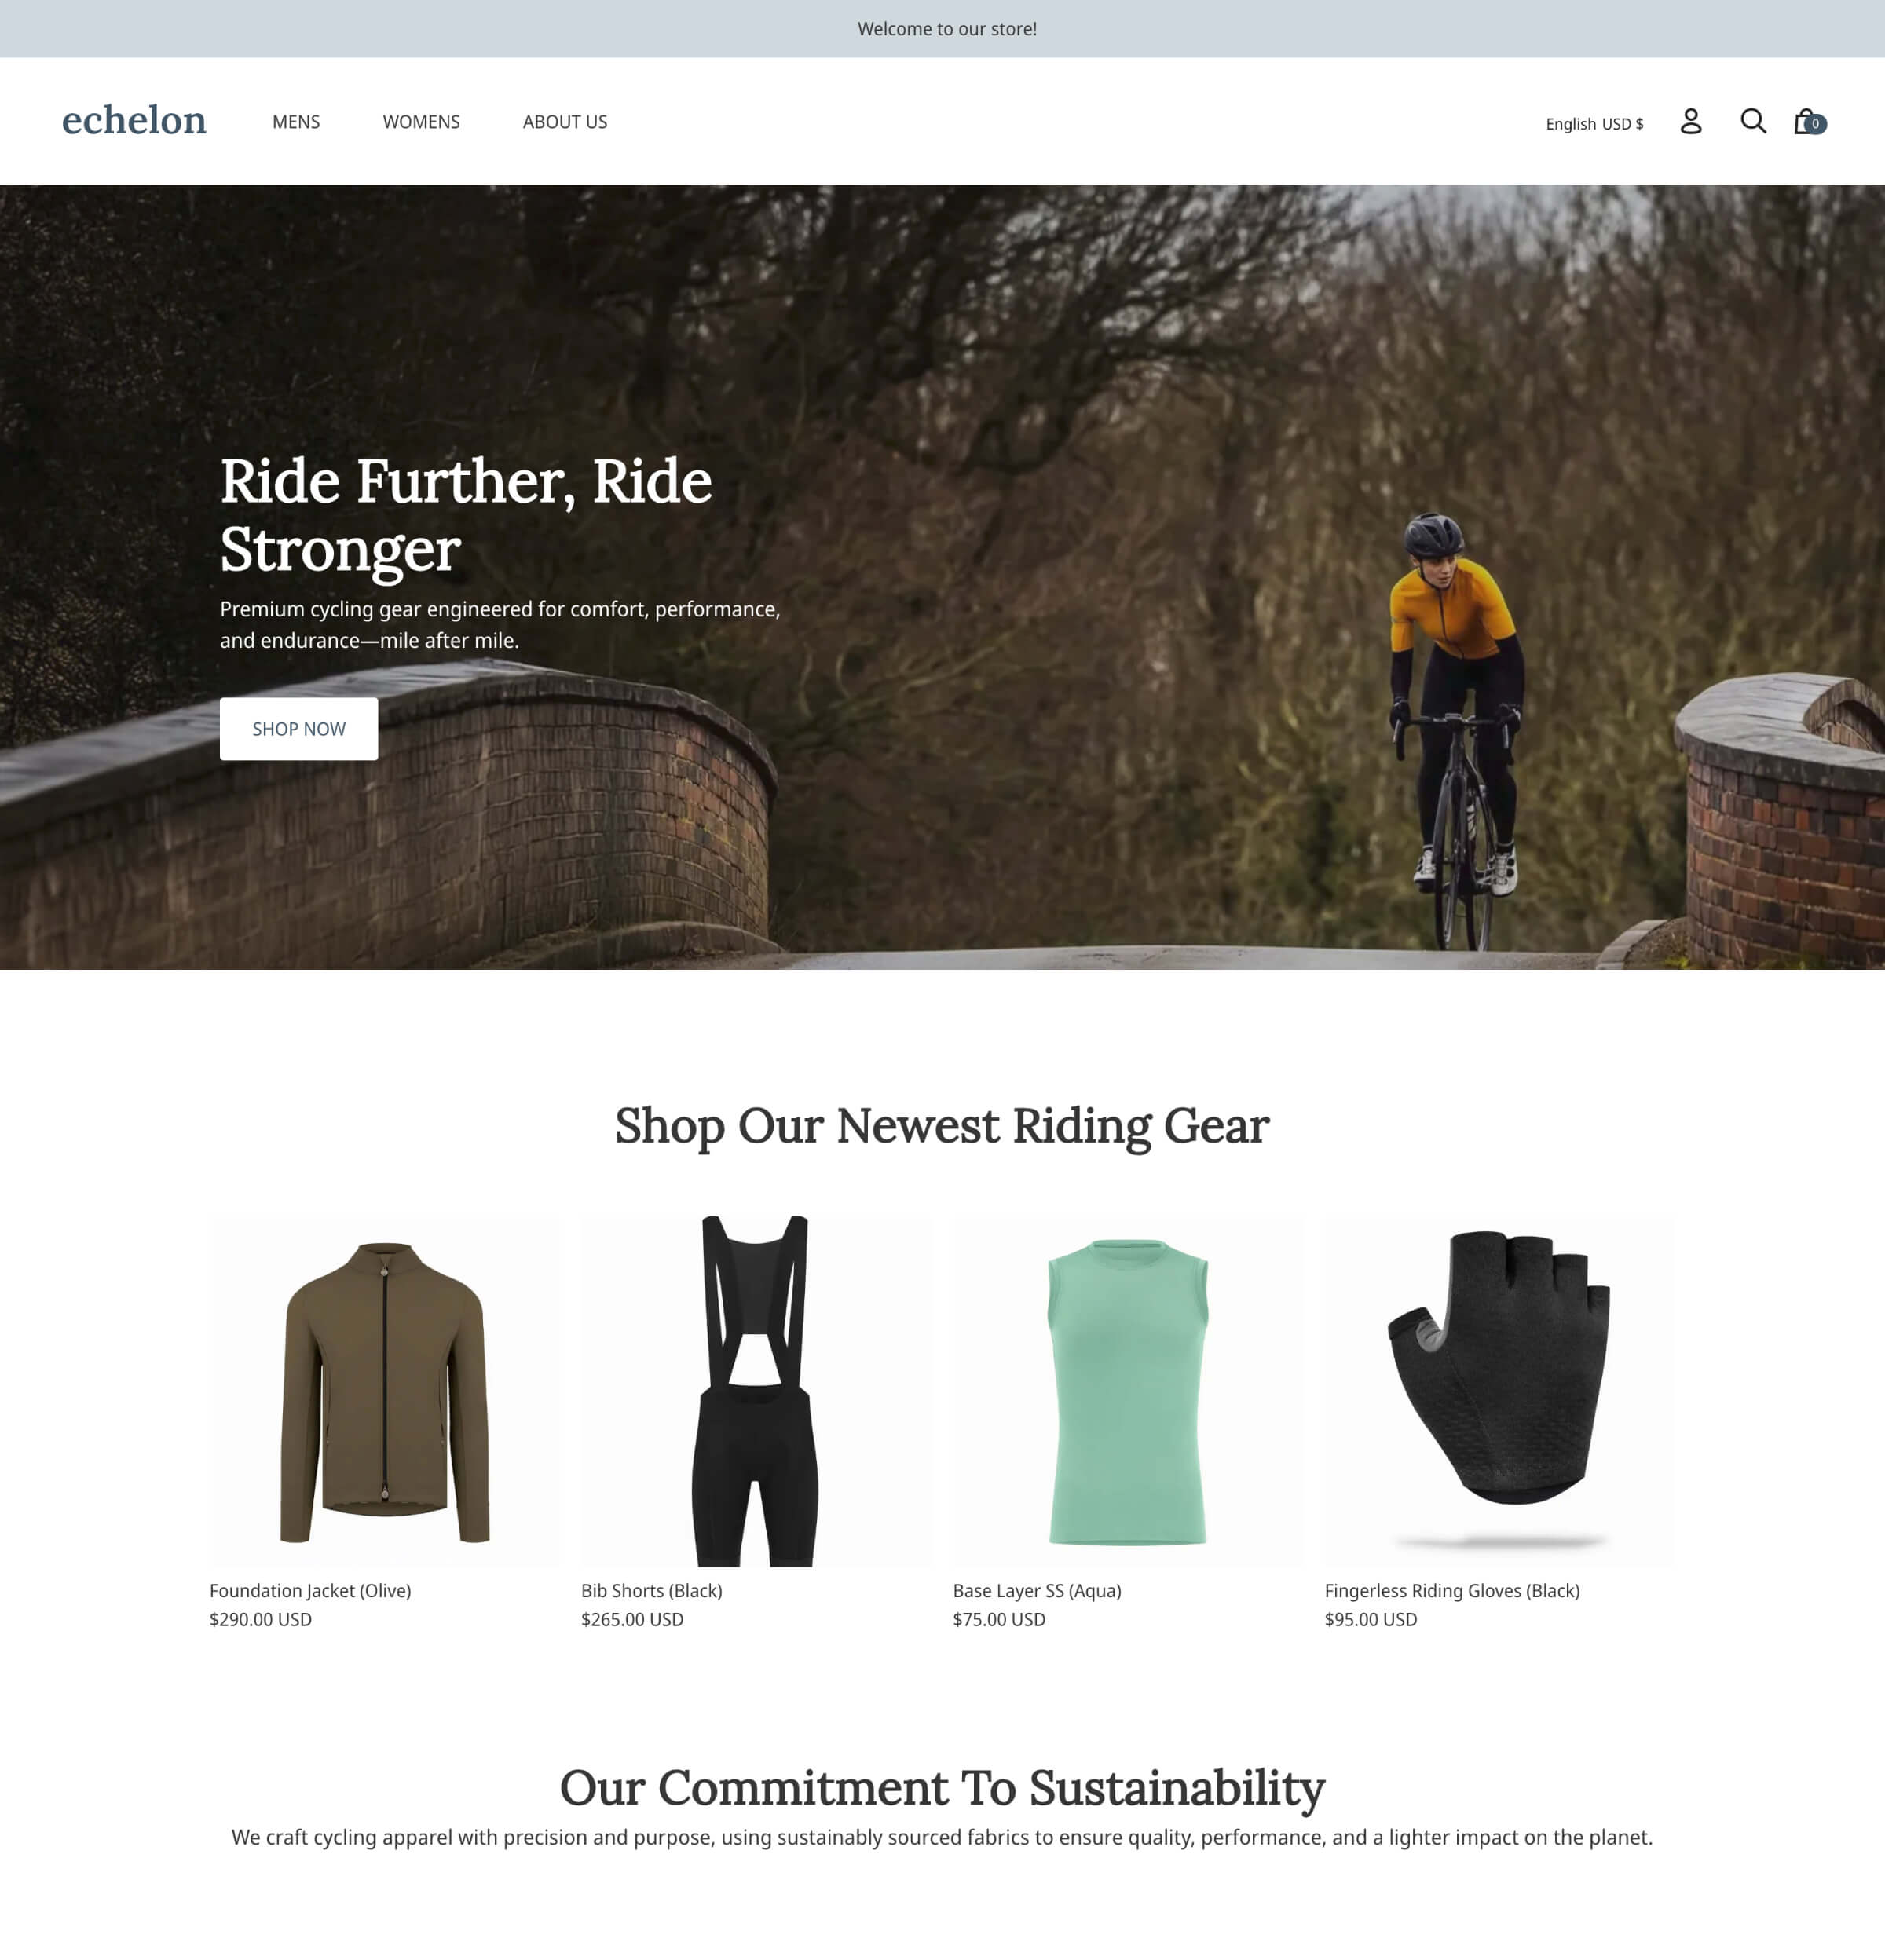 Welcome to our store!
echelon
MENS
WOMENS
ABOUT US
English USD $
0
Ride Further, Ride
Stronger
Premium cycling gear engineered for comfort, performance,
and endurance—mile after mile.
SHOP NOW
Shop Our Newest Riding Gear
Foundation Jacket (Olive)
$290.00 USD
Bib Shorts (Black)
$265.00 USD
Base Layer SS (Aqua)
$75.00 USD
Fingerless Riding Gloves (Black)
$95.00 USD
Our Commitment To Sustainability
We craft cycling apparel with precision and purpose, using sustainably sourced fabrics to ensure quality, performance, and a lighter impact on the planet.